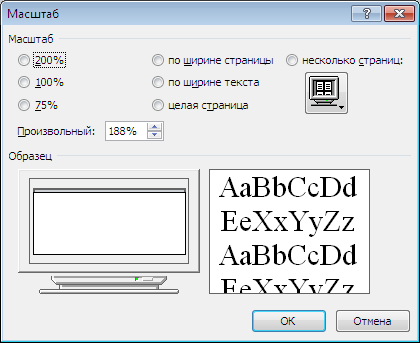 Масштаб
Масштаб
200% по ширине страницы несколько страниц:
100% по ширине текста
75% целая страница
Произвольный: 188%
Образец
AaBbCcDd
EeXxYyZz
AaBbCcDd
EeXxYyZz
OK Отмена